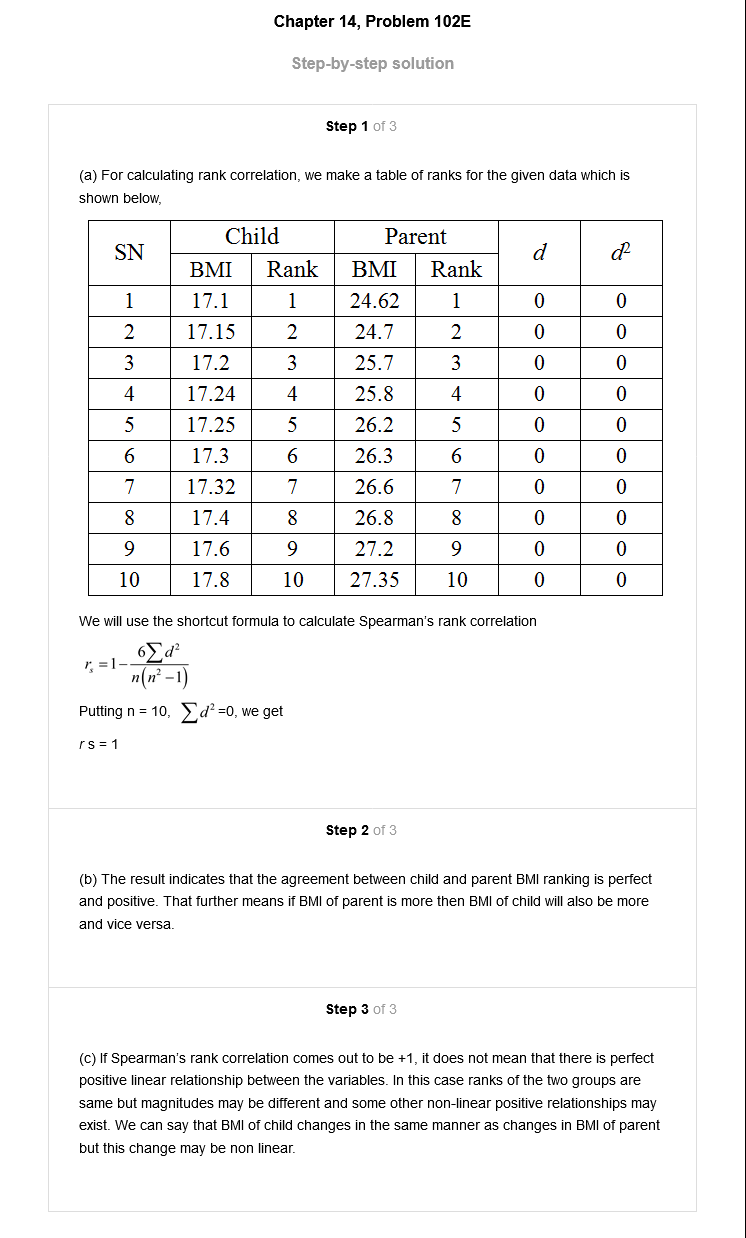 Chapter 14, Problem 102E
Step-by-step solution
Step 1 of 3
(a) For calculating rank correlation, we make a table of ranks for the given data which is
shown below,
SN Child Parent d d²
BMI Rank BMI Rank
1 17.1 1 24.62 1 0 0
2 17.15 2 24.7 2 0 0
3 17.2 3 25.7 3 0 0
4 17.24 4 25.8 4 0 0
5 17.25 5 26.2 5 0 0
6 17.3 6 26.3 6 0 0
7 17.32 7 26.6 7 0 0
8 17.4 8 26.8 8 0 0
9 17.6 9 27.2 9 0 0
10 17.8 10 27.35 10 0 0
We will use the shortcut formula to calculate Spearman's rank correlation
r_s = 1 - 6∑d² / n(n² - 1)
Putting n = 10, ∑d² =0, we get
r s = 1
Step 2 of 3
(b) The result indicates that the agreement between child and parent BMI ranking is perfect
and positive. That further means if BMI of parent is more then BMI of child will also be more
and vice versa.
Step 3 of 3
(c) If Spearman's rank correlation comes out to be +1, it does not mean that there is perfect
positive linear relationship between the variables. In this case ranks of the two groups are
same but magnitudes may be different and some other non-linear positive relationships may
exist. We can say that BMI of child changes in the same manner as changes in BMI of parent
but this change may be non linear.